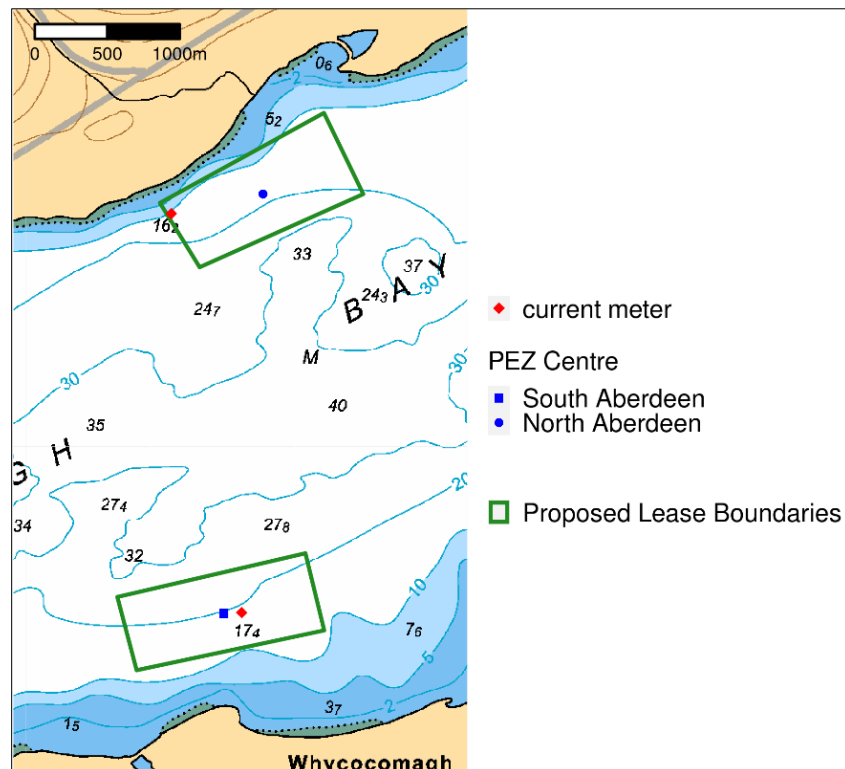 0 500 1000m
0₆
2
5₂
16₂
33
37
24₃
B A Y
30
24₇
M
30
30
40
35
G H
20
27₄
27₈
34
32
10
17₄
7₆
5
3₇
2
1₅
Whycocomagh
current meter
PEZ Centre
South Aberdeen
North Aberdeen
Proposed Lease Boundaries